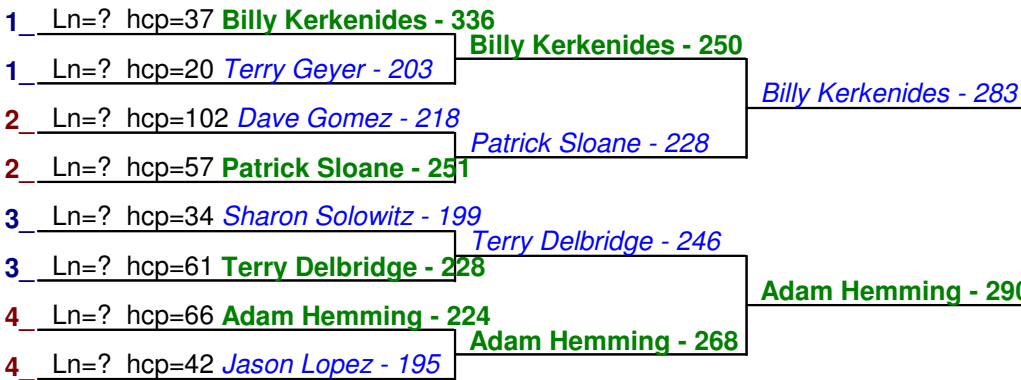 1_ Ln=? hcp=37 Billy Kerkenides - 336
Billy Kerkenides - 250
1_ Ln=? hcp=20 Terry Geyer - 203
Billy Kerkenides - 283
2_ Ln=? hcp=102 Dave Gomez - 218
Patrick Sloane - 228
2_ Ln=? hcp=57 Patrick Sloane - 251
3_ Ln=? hcp=34 Sharon Solowitz - 199
Terry Delbridge - 246
3_ Ln=? hcp=61 Terry Delbridge - 228
Adam Hemming - 290
4_ Ln=? hcp=66 Adam Hemming - 224
Adam Hemming - 268
4_ Ln=? hcp=42 Jason Lopez - 195